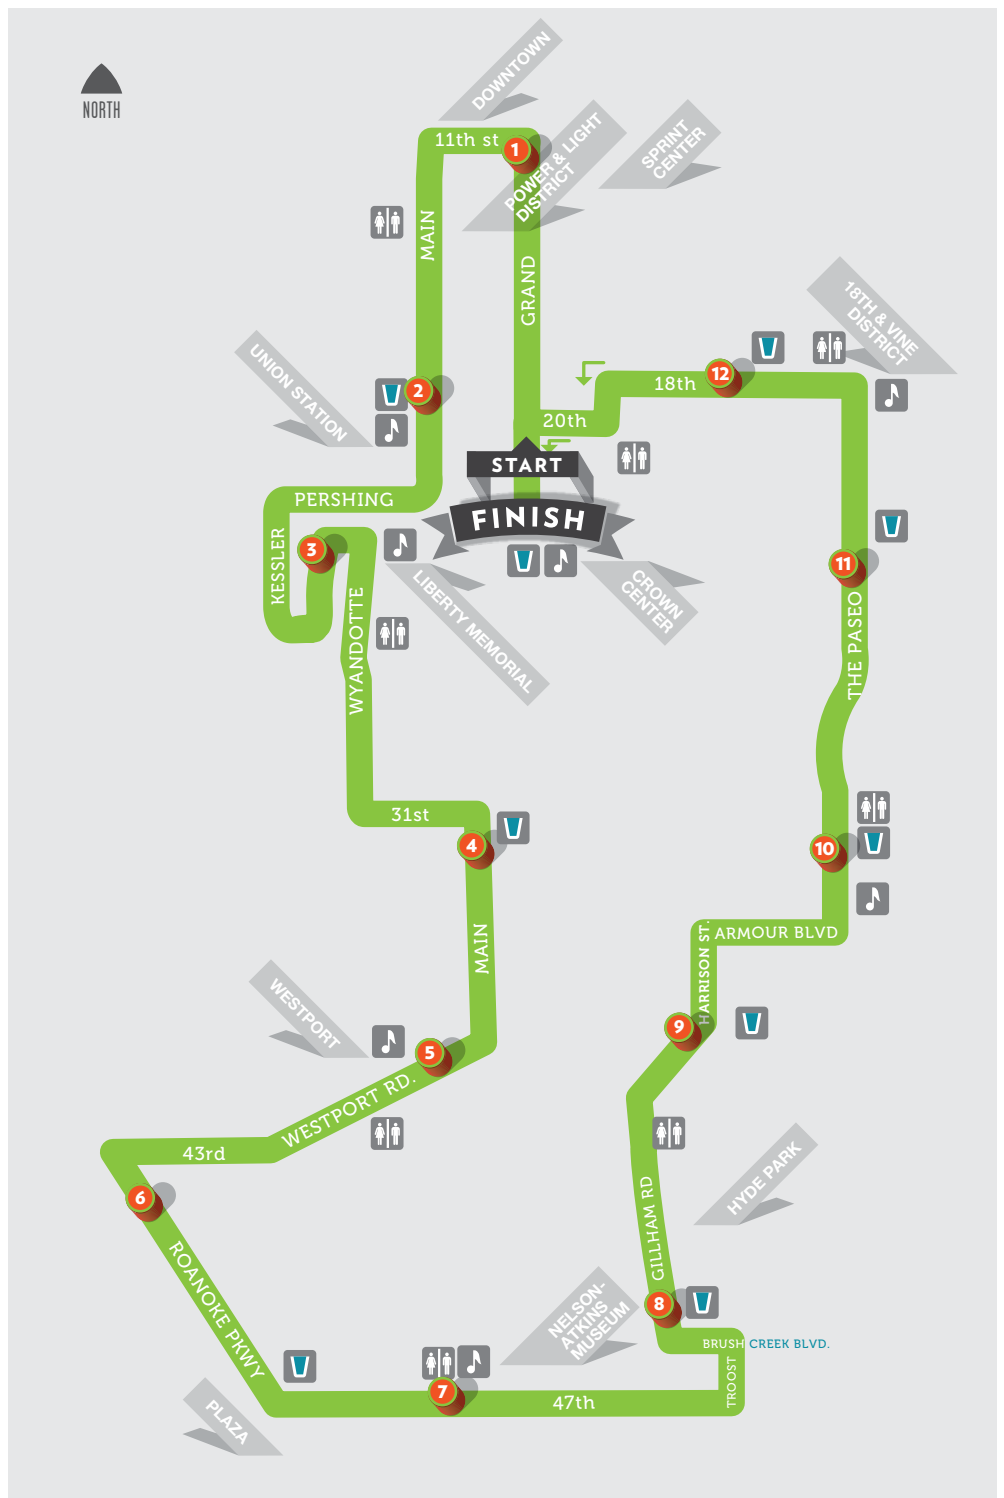 DOWNTOWN
NORTH
11th st
1
POWER & LIGHT
DISTRICT
SPRINT
CENTER
MAIN
GRAND
18TH & VINE
DISTRICT
UNION STATION
2
18th
12
20th
START
FINISH
PERSHING
KESSLER
3
LIBERTY MEMORIAL
CROWN
CENTER
WYANDOTTE
11
THE PASEO
31st
4
10
MAIN
ARMOUR BLVD
HARRISON ST.
WESTPORT
5
9
WESTPORT RD.
43rd
6
HYDE PARK
GILLHAM RD
ROANOKE PKWY
NELSON-
ATKINS
MUSEUM
8
BRUSH CREEK BLVD.
TROOST
7
47th
PLAZA